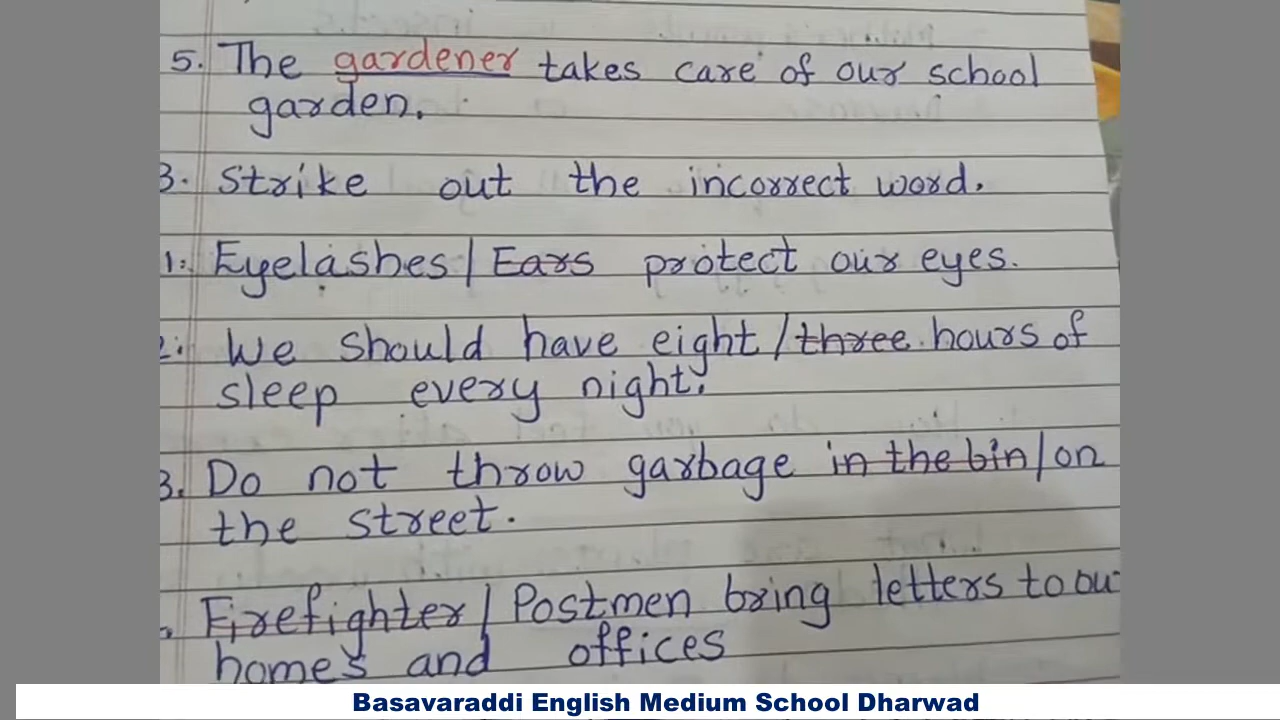 5. The gardener takes care of our school
garden.
3. Strike out the incorrect word.
1. Eyelashes / Ears protect our eyes.
2. We should have eight / three hours of
sleep every night.
3. Do not throw garbage in the bin / on
the street.
. Firefighter / Postmen bring letters to ou
homes and offices
Basavaraddi English Medium School Dharwad